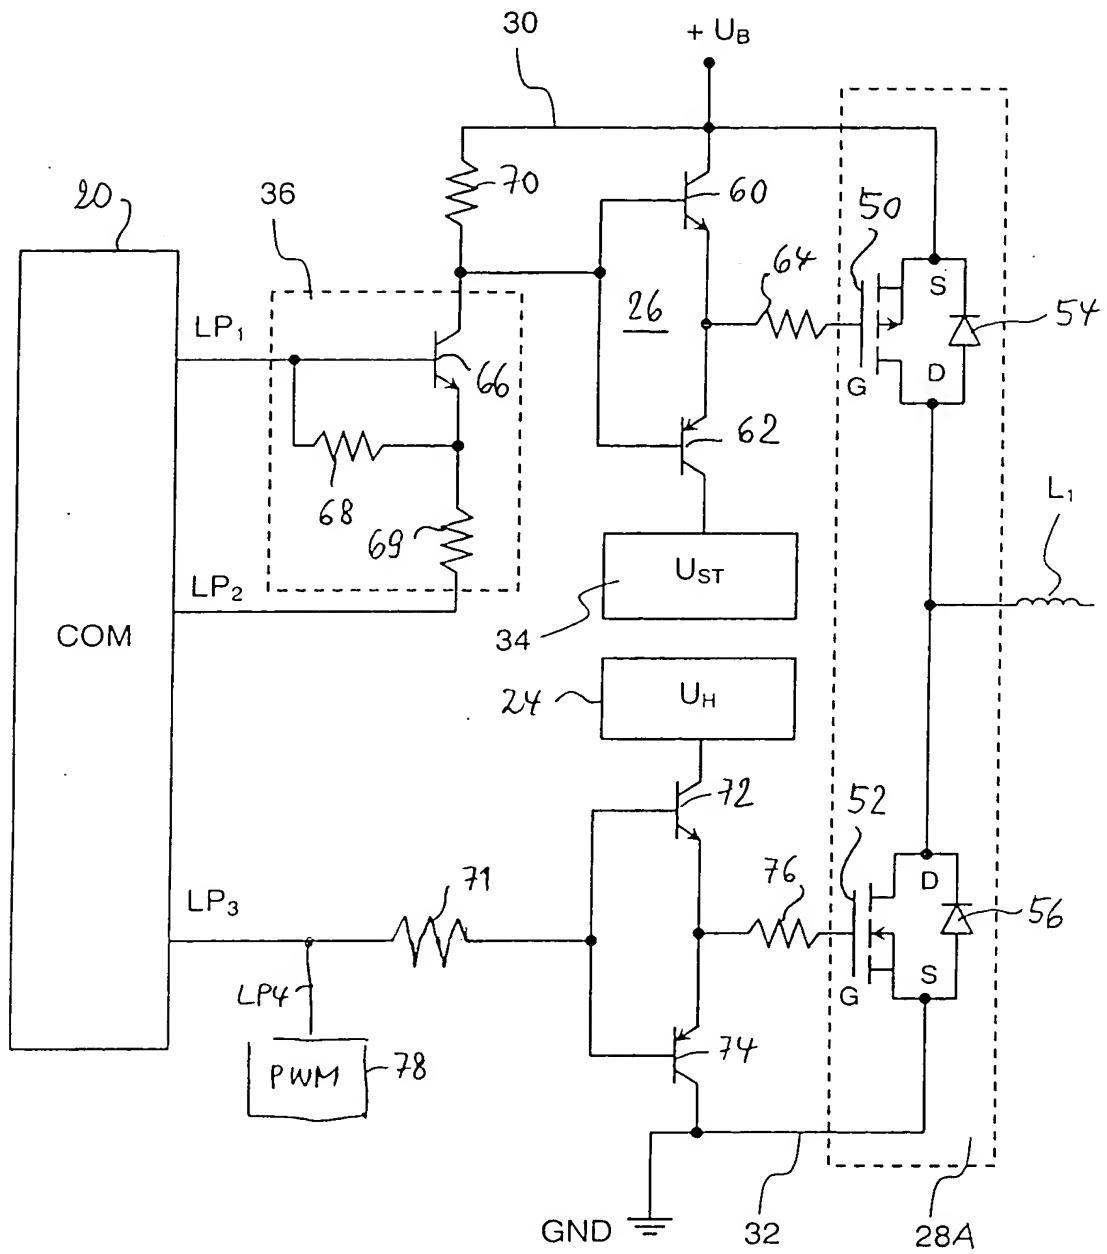 30
+ U_B
20
36
70
60
50
64
S
54
26
LP₁
66
G
D
62
68
L₁
69
U_ST
LP₂
COM
34
24
U_H
72
52
76
D
71
56
LP₃
S
LP4
G
74
PWM
78
GND
32
28A